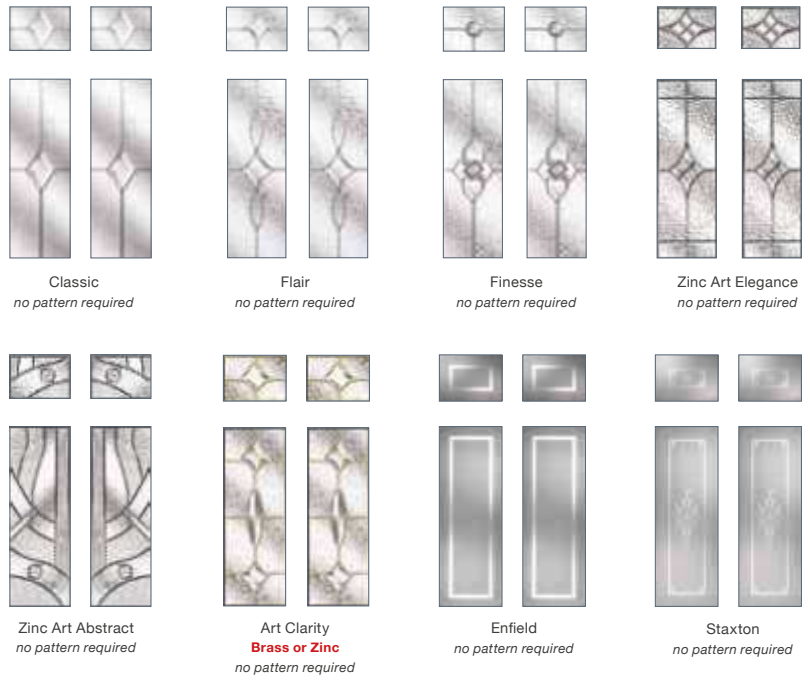 Classic
no pattern required
Flair
no pattern required
Finesse
no pattern required
Zinc Art Elegance
no pattern required
Zinc Art Abstract
no pattern required
Art Clarity
Brass or Zinc
no pattern required
Enfield
no pattern required
Staxton
no pattern required